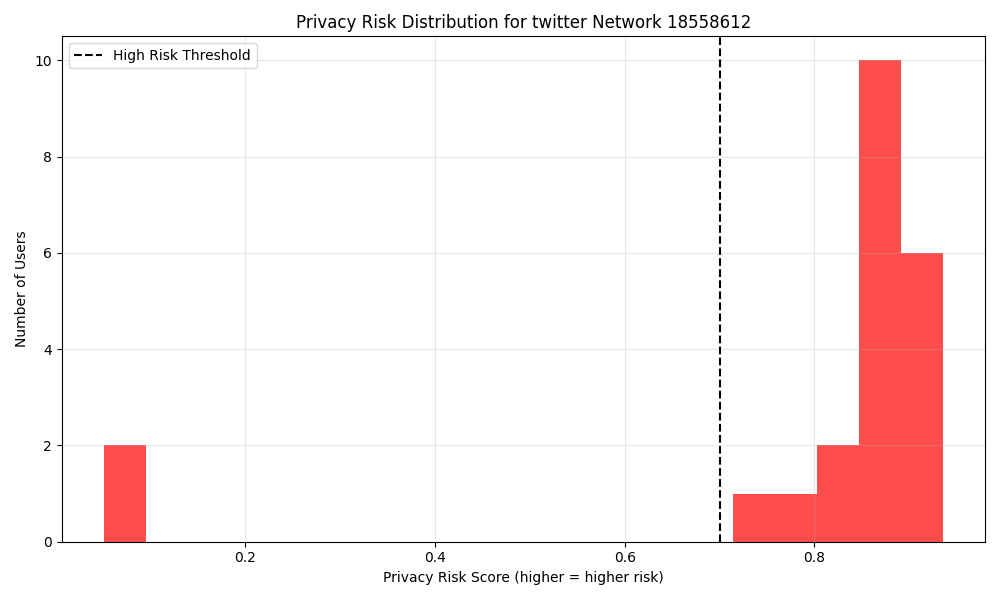 Privacy Risk Distribution for twitter Network 18558612
High Risk Threshold
10
8
6
4
2
0
Number of Users
0.2 0.4 0.6 0.8
Privacy Risk Score (higher = higher risk)